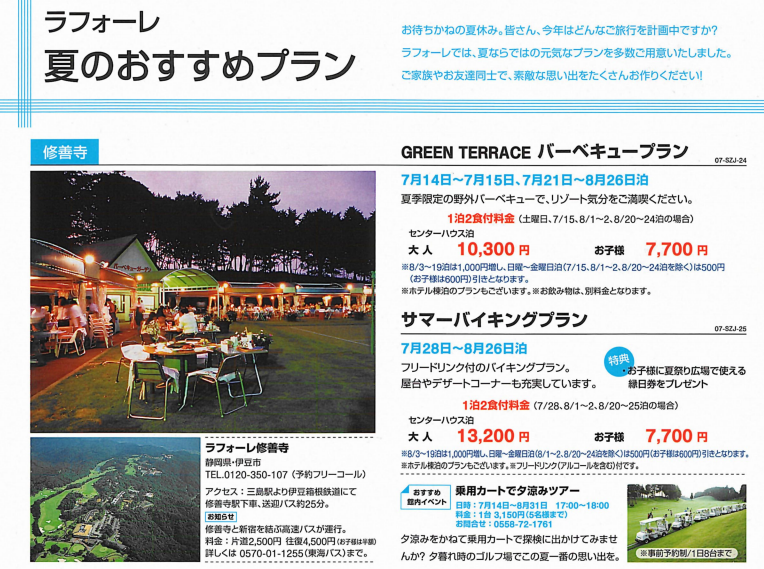 ラフォーレ
夏のおすすめプラン
お待ちかねの夏休み。皆さん、今年はどんなご旅行を計画中ですか?
ラフォーレでは、夏ならではの元気なプランを多数ご用意いたしました。
ご家族やお友達同士で、素敵な思い出をたくさんお作りください!
修善寺
バーベキューガーデン
GREEN TERRACE バーベキュープラン
07-SZJ-24
7月14日〜7月15日、7月21日〜8月26日泊
夏季限定の野外バーベキューで、リゾート気分をご満喫ください。
1泊2食付料金(土曜日、7/15、8/1〜2、8/20〜24泊の場合)
センターハウス泊
大人 10,300円 お子様 7,700円
※8/3〜19泊は1,000円増し、日曜〜金曜日泊(7/15、8/1〜2、8/20〜24泊を除く)は500円
(お子様は600円)引きとなります。
※ホテル棟泊のプランもございます。※お飲み物は、別料金となります。
サマーバイキングプラン
07-SZJ-25
7月28日〜8月26日泊
フリードリンク付のバイキングプラン。
屋台やデザートコーナーも充実しています。
特典
・お子様に夏祭り広場で使える
縁日券をプレゼント
1泊2食付料金(7/28、8/1〜2、8/20〜25泊の場合)
センターハウス泊
大人 13,200円 お子様 7,700円
※8/3〜19泊は1,000円増し、日曜〜金曜日泊(8/1〜2、8/20〜24泊を除く)は500円(お子様は600円)引きとなります。
※ホテル棟泊のプランもございます。※フリードリンク(アルコールを含む)付です。
ラフォーレ修善寺
静岡県・伊豆市
TEL.0120-350-107(予約フリーコール)
アクセス:三島駅より伊豆箱根鉄道にて
修善寺駅下車、送迎バス約25分。
お知らせ
修善寺と新宿を結ぶ高速バスが運行。
料金:片道2,500円 往復4,500円(お子様は半額)
詳しくは 0570-01-1255(東海バス)まで。
おすすめ
館内イベント
乗用カートで夕涼みツアー
日時:7月14日〜8月31日 17:00〜18:00
料金:1台 3,150円(5名様まで)
お問合せ:0558-72-1761
夕涼みをかねて乗用カートで探検に出かけてみませ
んか? 夕暮れ時のゴルフ場でこの夏一番の思い出を。
※事前予約制/1日8台まで